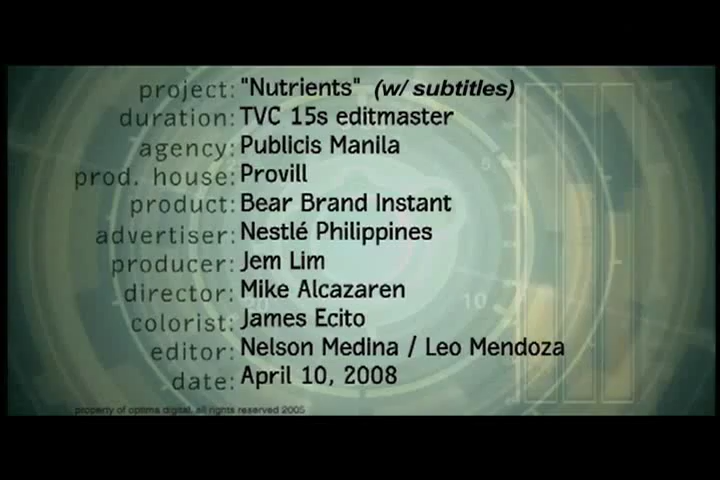 project: "Nutrients" (w/ subtitles)
duration: TVC 15s editmaster
agency: Publicis Manila
prod. house: Provill
product: Bear Brand Instant
advertiser: Nestlé Philippines
producer: Jem Lim
director: Mike Alcazaren
colorist: James Ecito
editor: Nelson Medina / Leo Mendoza
date: April 10, 2008
property of optima digital, all rights reserved 2005
10